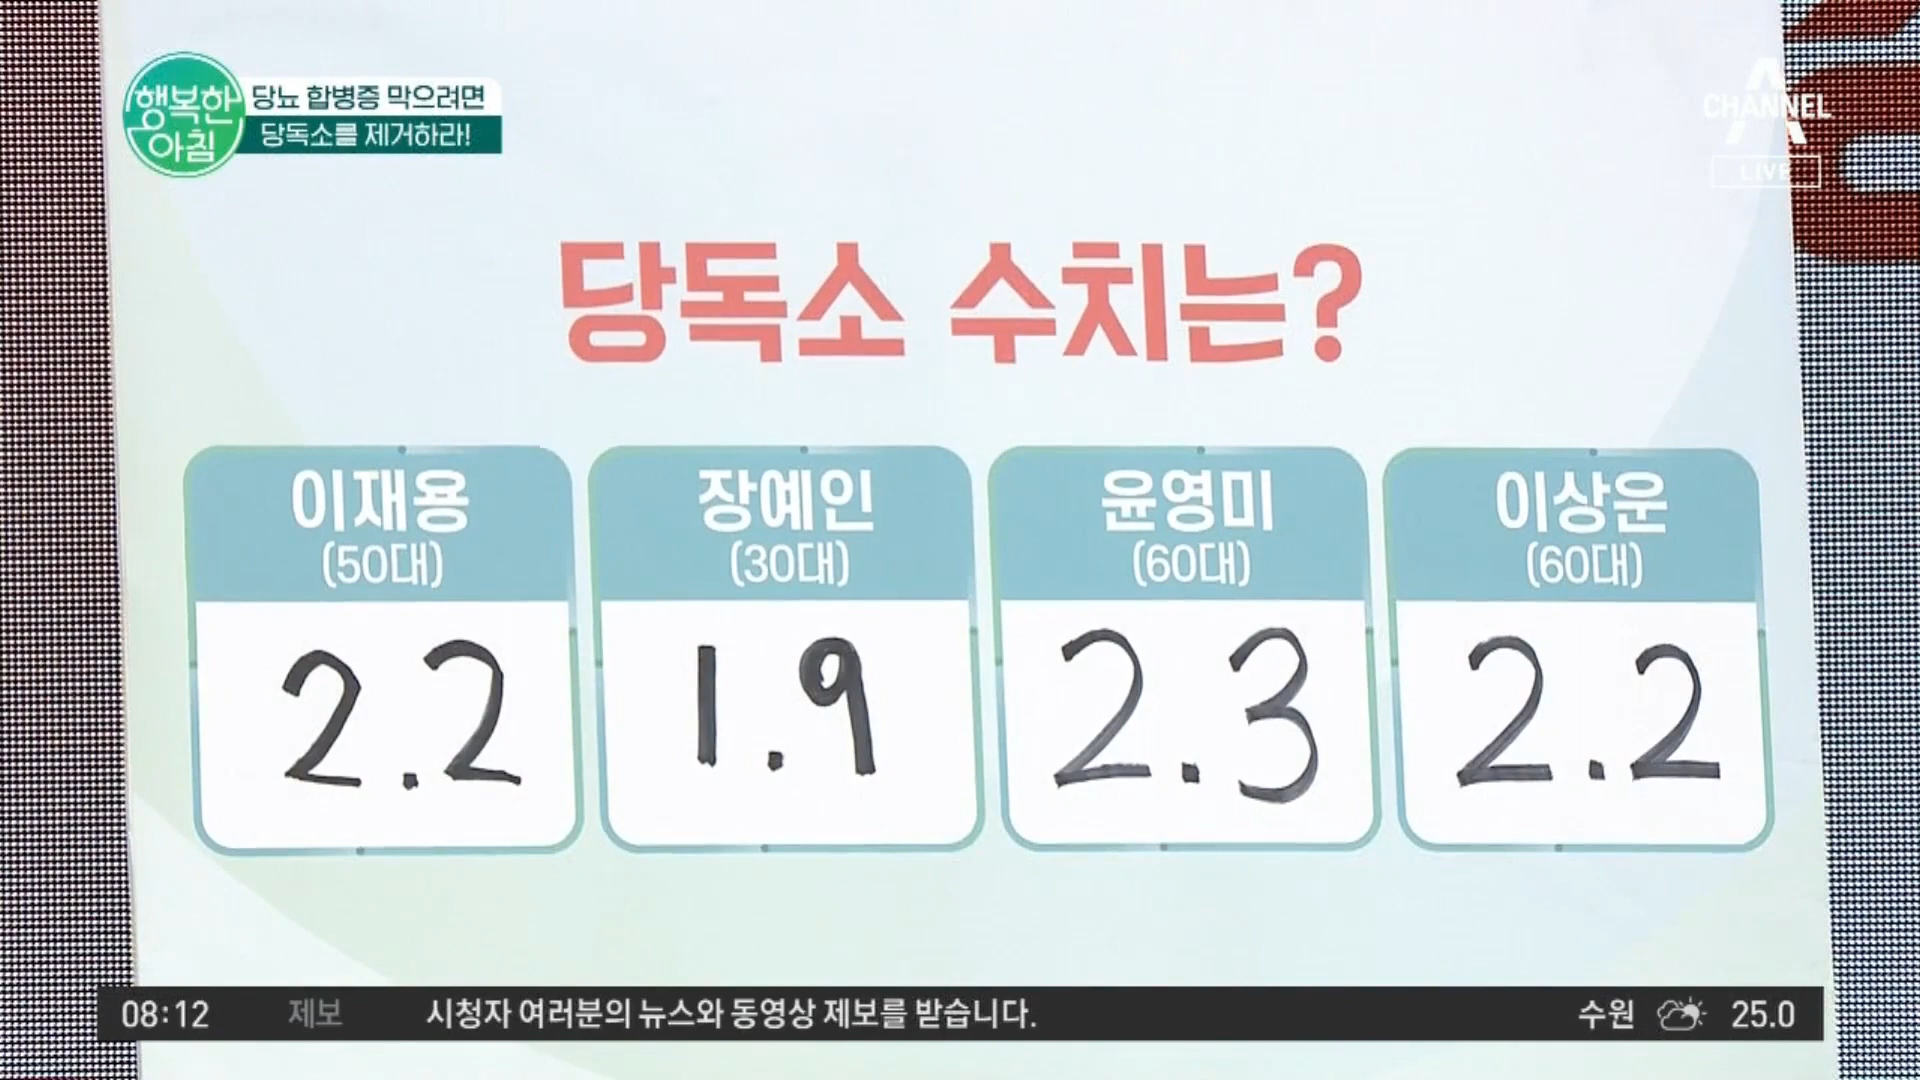 행복한
아침
당뇨 합병증 막으려면
당독소를 제거하라!
CHANNEL A
LIVE
당독소 수치는?
이재용
(50대)
2.2
장예인
(30대)
1.9
윤영미
(60대)
2.3
이상운
(60대)
2.2
08:12 제보 시청자 여러분의 뉴스와 동영상 제보를 받습니다. 수원 25.0